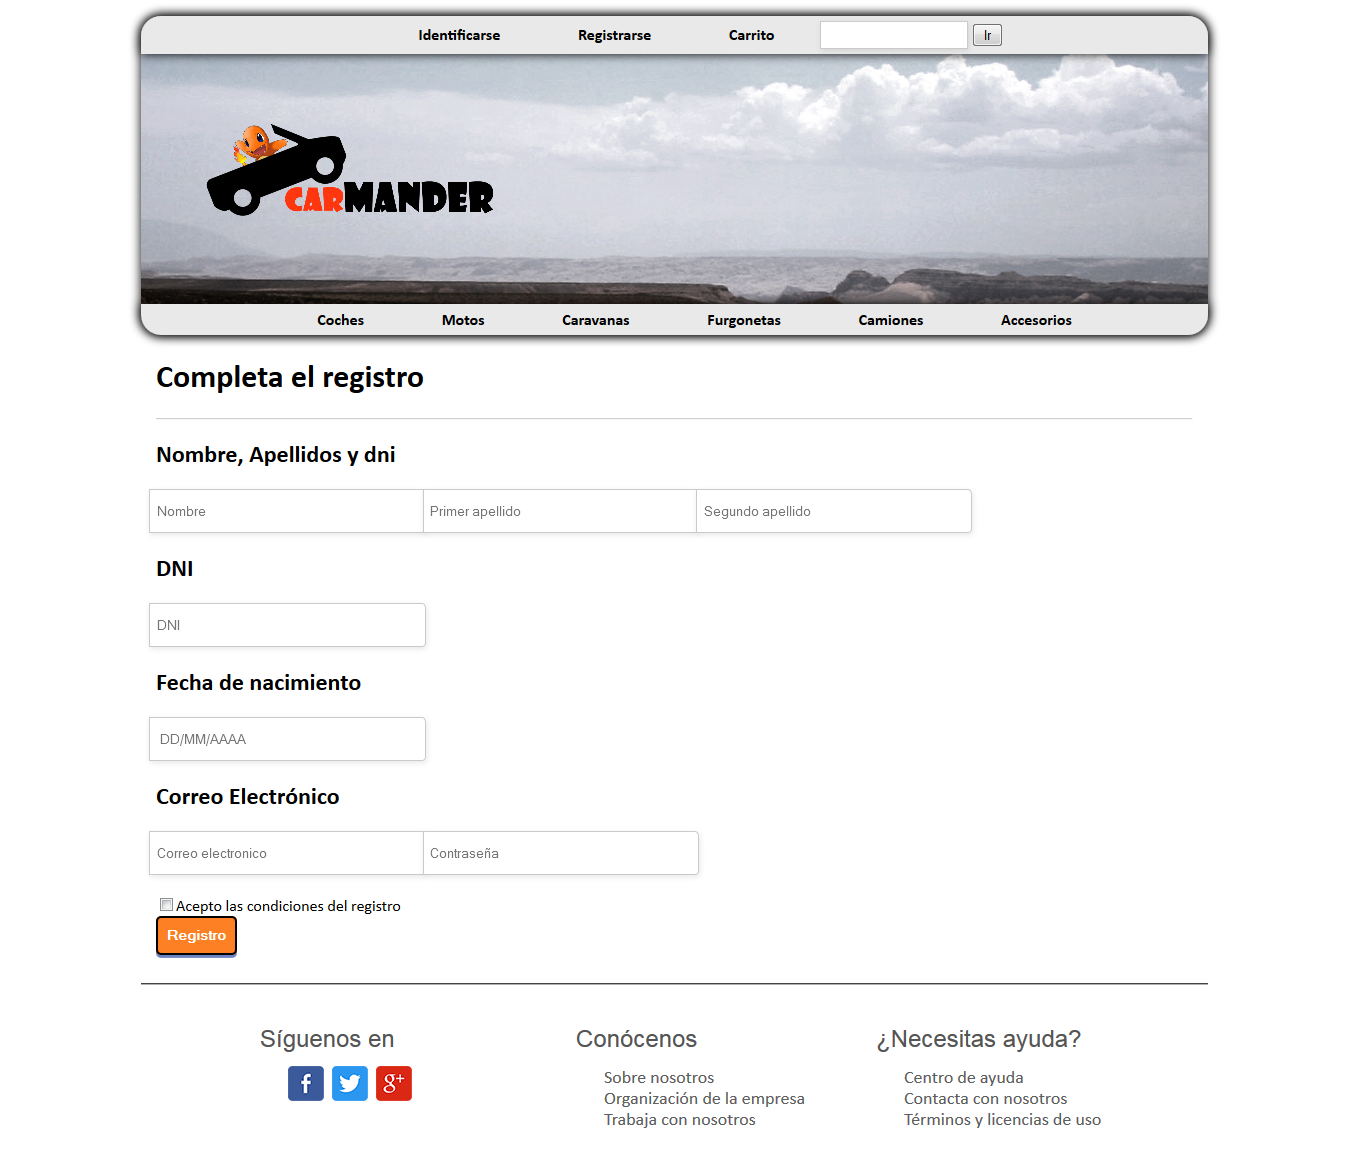 Identificarse Registrarse Carrito Ir
CARMANDER
Coches Motos Caravanas Furgonetas Camiones Accesorios
Completa el registro
Nombre, Apellidos y dni
Nombre Primer apellido Segundo apellido
DNI
DNI
Fecha de nacimiento
DD/MM/AAAA
Correo Electrónico
Correo electronico Contraseña
Acepto las condiciones del registro
Registro
Síguenos en Conócenos ¿Necesitas ayuda?
f g+ Sobre nosotros Centro de ayuda
Organización de la empresa Contacta con nosotros
Trabaja con nosotros Términos y licencias de uso